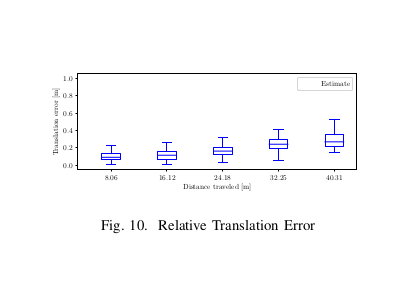 Estimate
1.0
0.8
0.6
0.4
0.2
0.0
Translation error [m]
8.06 16.12 24.18 32.25 40.31
Distance traveled [m]
Fig. 10. Relative Translation Error